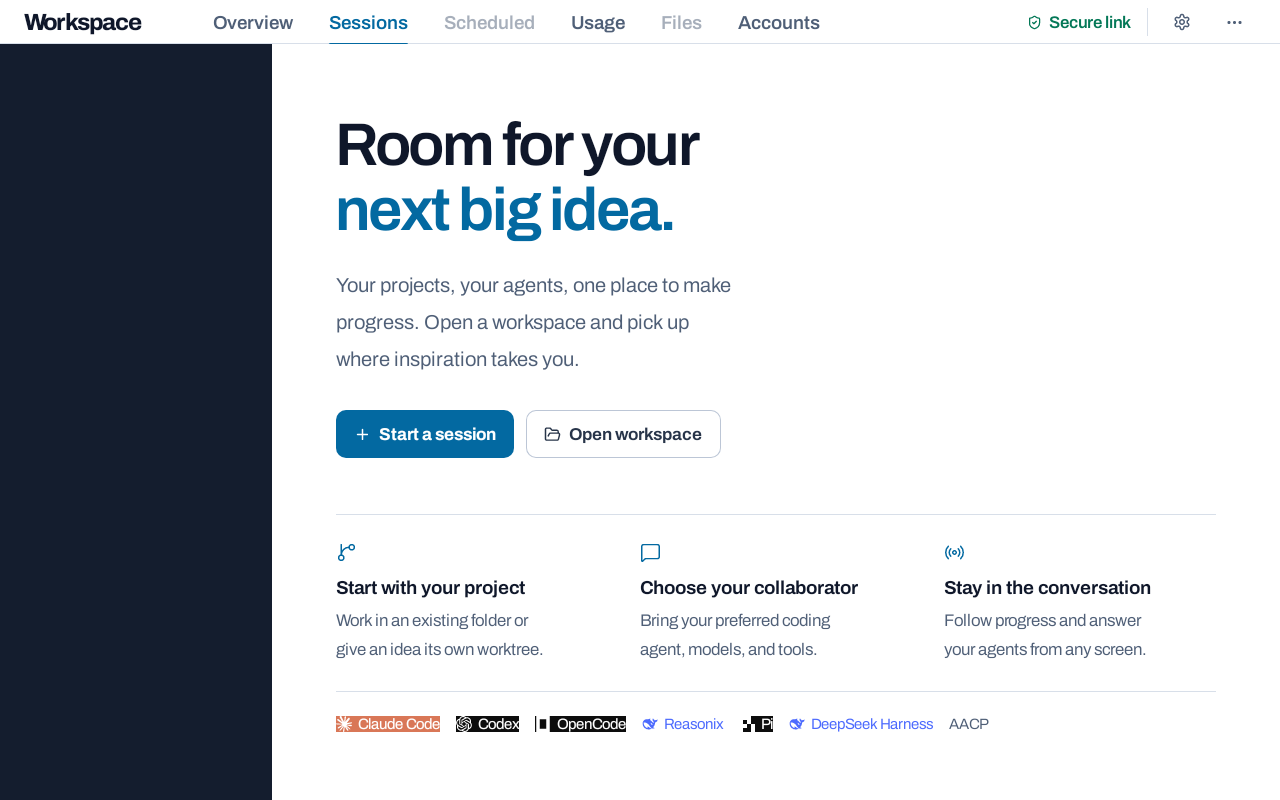 Workspace
Overview
Sessions
Scheduled
Usage
Files
Accounts
Secure link
Room for your
next big idea.
Your projects, your agents, one place to make
progress. Open a workspace and pick up
where inspiration takes you.
Start a session
Open workspace
Start with your project
Work in an existing folder or
give an idea its own worktree.
Choose your collaborator
Bring your preferred coding
agent, models, and tools.
Stay in the conversation
Follow progress and answer
your agents from any screen.
Claude Code
Codex
OpenCode
Reasonix
Pi
DeepSeek Harness
AACP